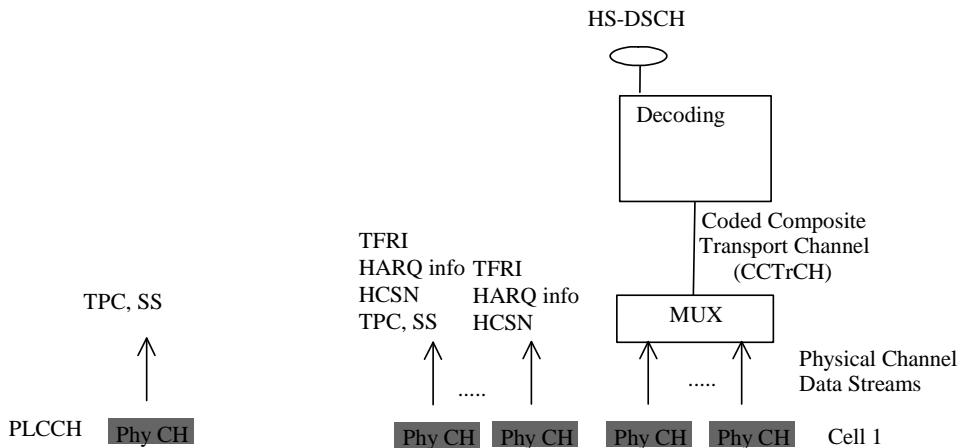 HS-DSCH
Decoding
Coded Composite
Transport Channel
(CCTrCH)
TFRI
HARQ info
HCSN
TPC, SS
TFRI
HARQ info
HCSN
TPC, SS
MUX
Physical Channel
Data Streams
.....
.....
PLCCH
Phy CH
Phy CH
Phy CH
Phy CH
Phy CH
Cell 1